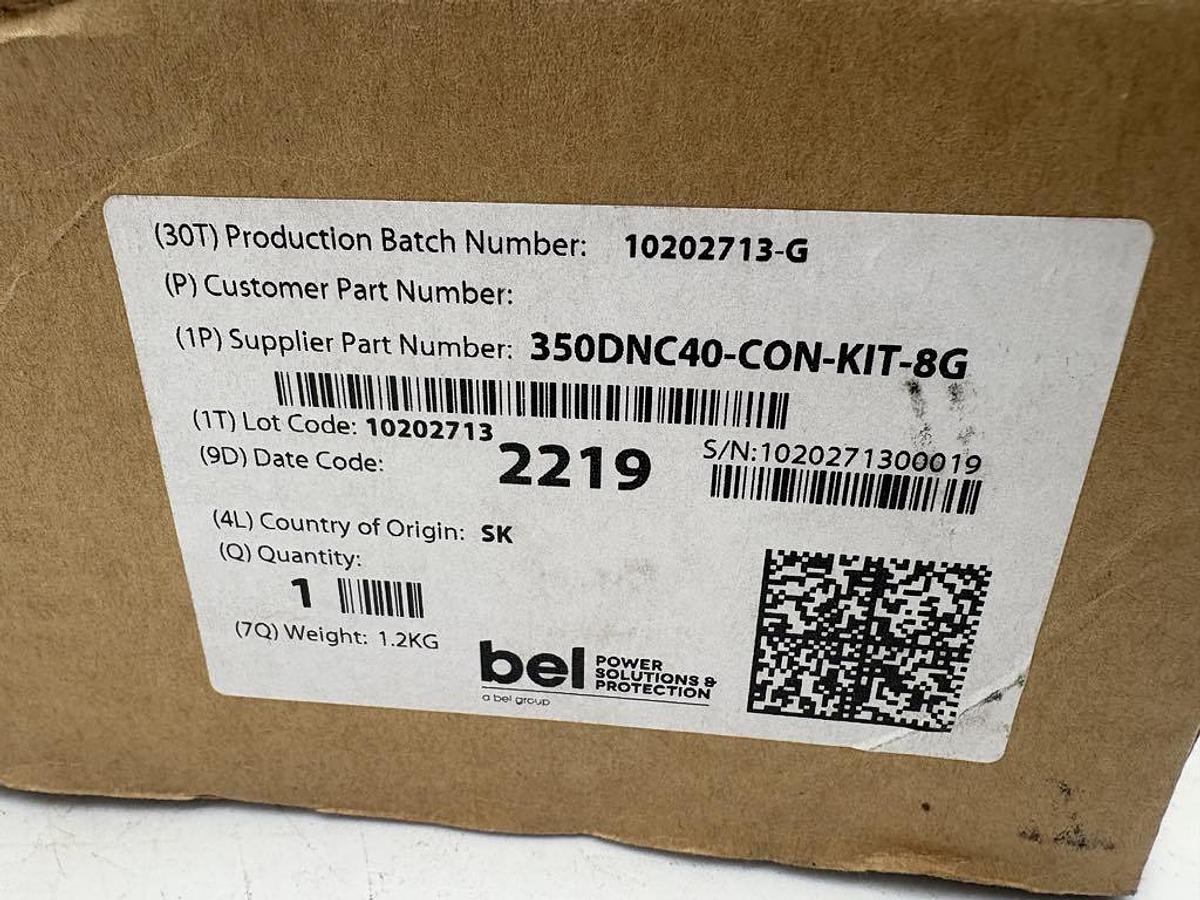 (30T) Production Batch Number: 10202713-G
(P) Customer Part Number:
(1P) Supplier Part Number: 350DNC40-CON-KIT-8G
(1T) Lot Code: 10202713
(9D) Date Code: 2219
S/N:1020271300019
(4L) Country of Origin: SK
(Q) Quantity:
1
(7Q) Weight: 1.2KG
bel POWER
SOLUTIONS &
PROTECTION
a bel group